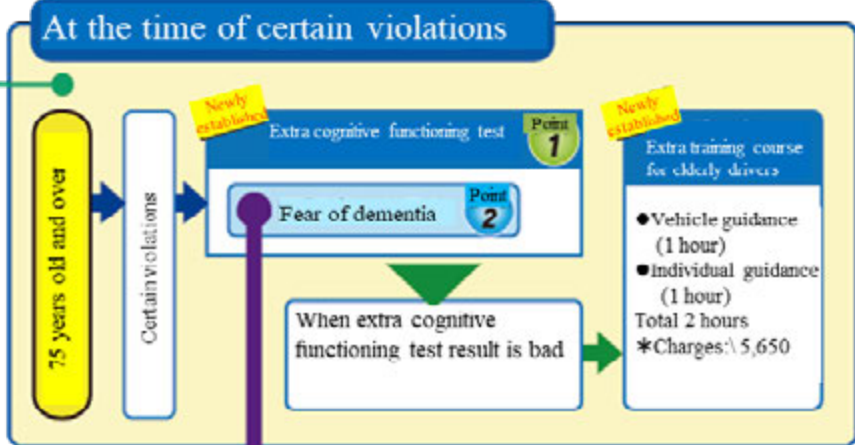 At the time of certain violations
75 years old and over
Certain violations
Newly
established
Extra cognitive functioning test
Point
1
Fear of dementia
Point
2
When extra cognitive
functioning test result is bad
Newly
established
Extra training course
for elderly drivers
●Vehicle guidance
(1 hour)
●Individual guidance
(1 hour)
Total 2 hours
*Charges:\ 5,650